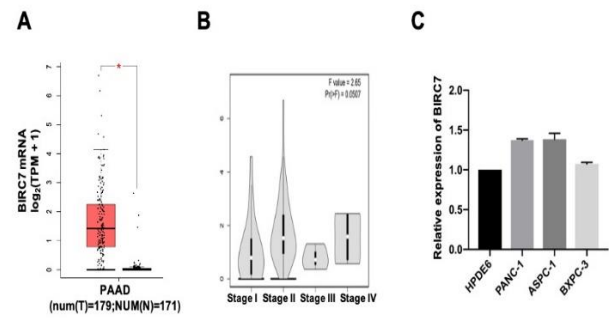 A
B
C
BIRC7 mRNA
log2(TPM + 1)
7
6
5
4
3
2
1
0
*
PAAD
(num(T)=179;NUM(N)=171)
F value = 2.65
Pr(>F) = 0.0507
6
4
2
0
Stage I Stage II Stage III Stage IV
Relative expression of BIRC7
2.0
1.5
1.0
0.5
0.0
HPDE6 PANC-1 ASPC-1 BXPC-3